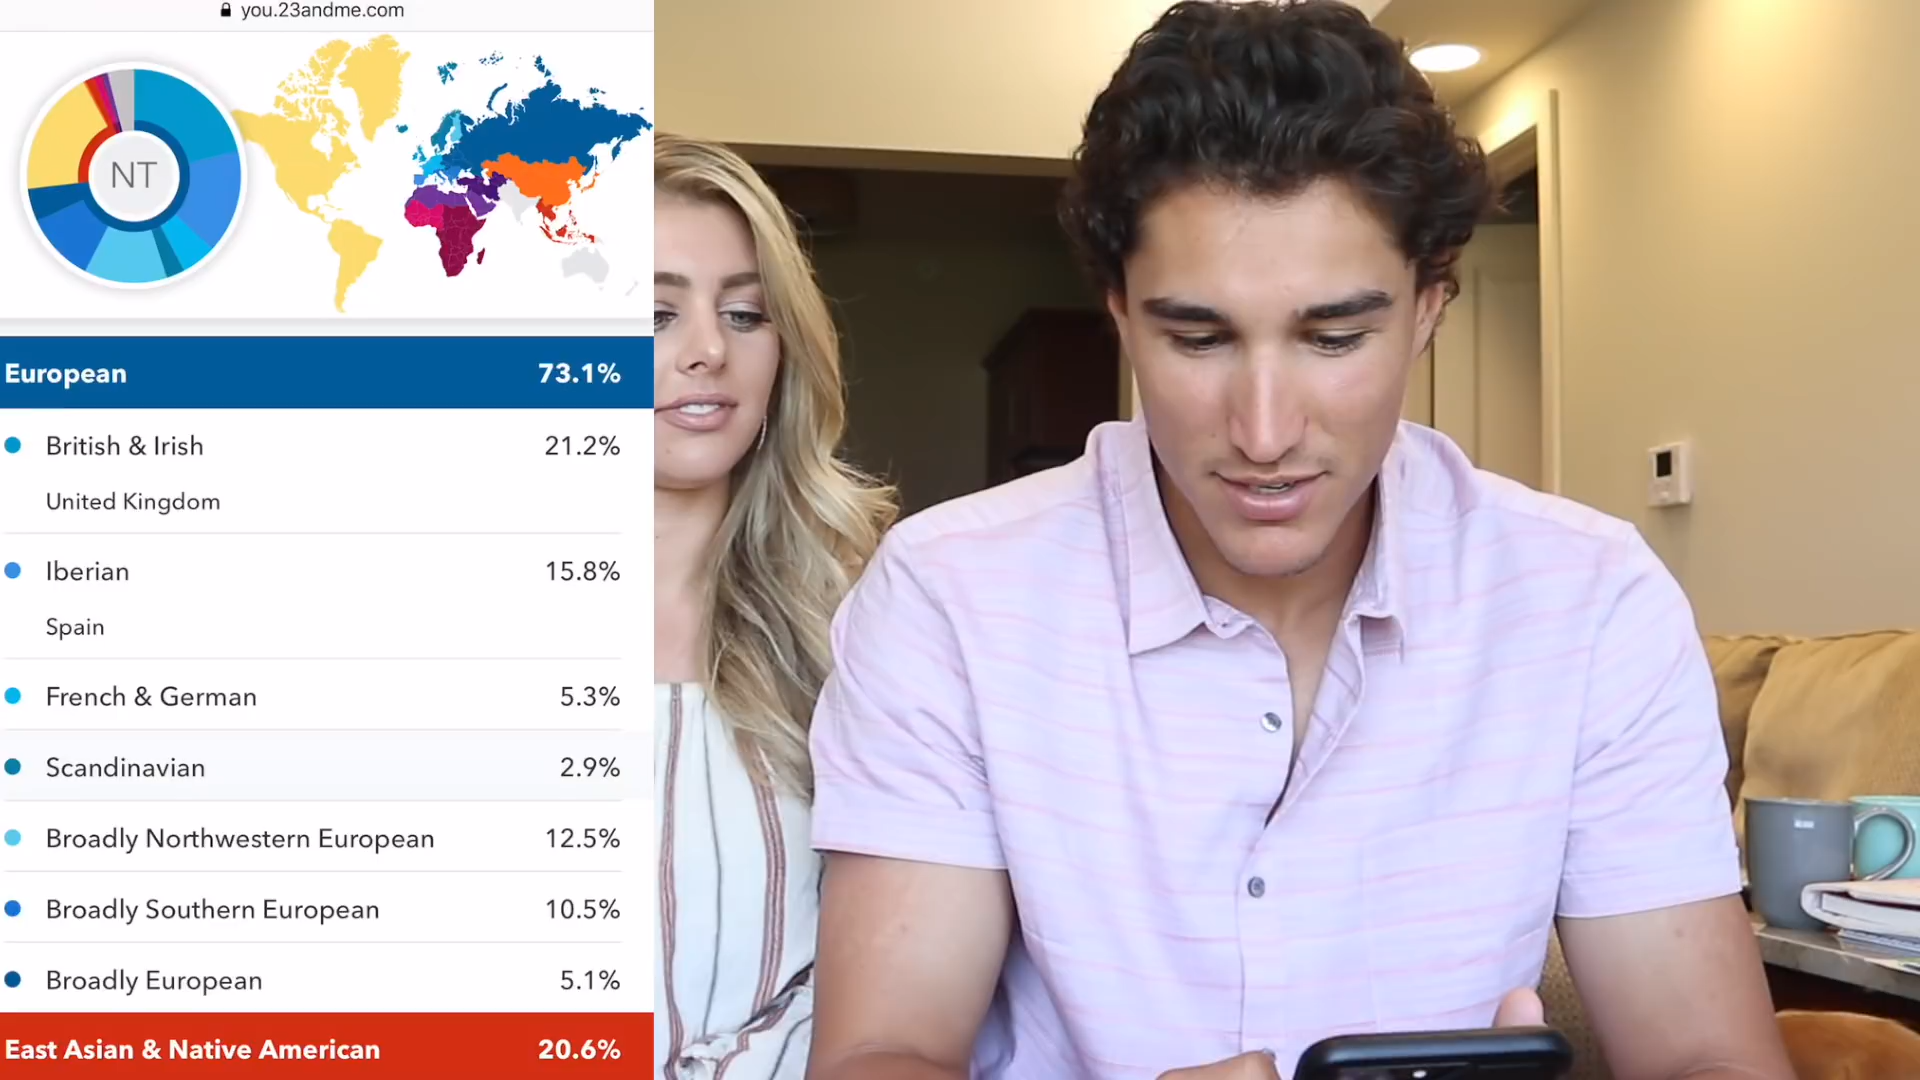 you.23andme.com
NT
European 73.1%
British & Irish 21.2%
United Kingdom
Iberian 15.8%
Spain
French & German 5.3%
Scandinavian 2.9%
Broadly Northwestern European 12.5%
Broadly Southern European 10.5%
Broadly European 5.1%
East Asian & Native American 20.6%